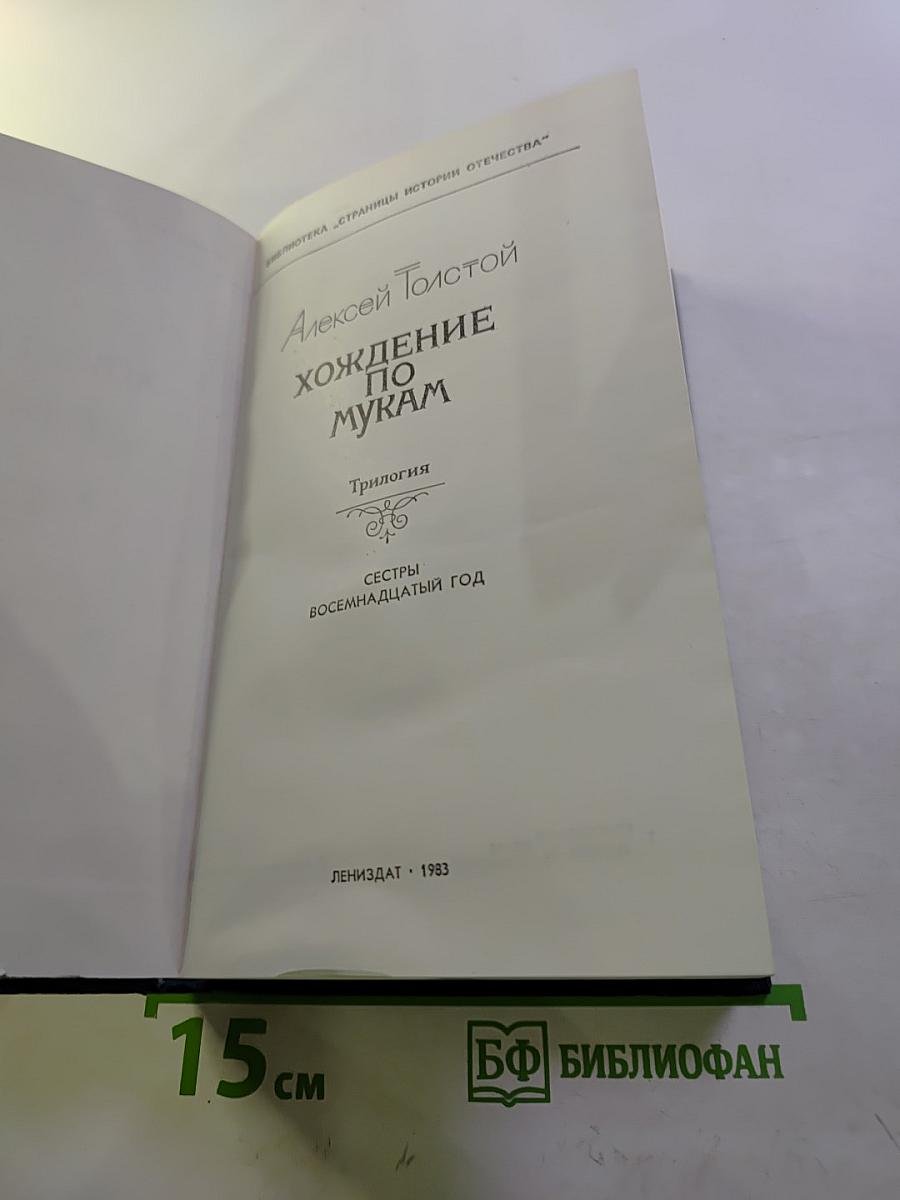 БИБЛИОТЕКА „СТРАНИЦЫ ИСТОРИИ ОТЕЧЕСТВА“
Алексей Толстой
ХОЖДЕНИЕ
ПО
МУКАМ
Трилогия
СЕСТРЫ
ВОСЕМНАДЦАТЫЙ ГОД
ЛЕНИЗДАТ · 1983
15 см
БФ БИБЛИОФАН